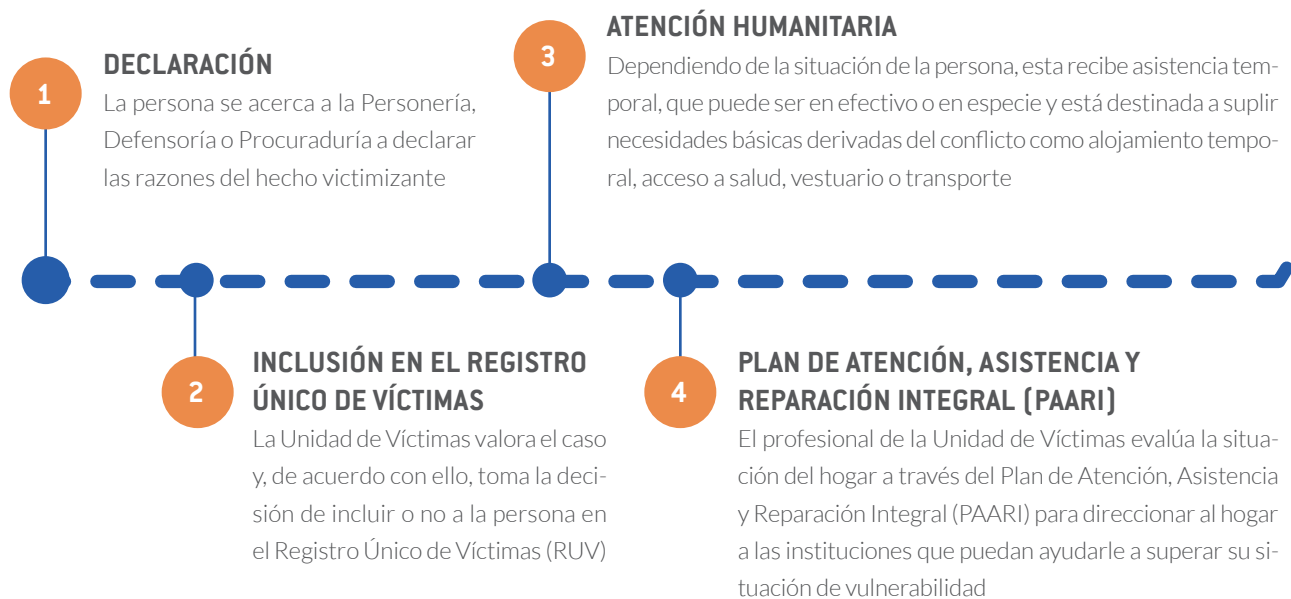 1
DECLARACIÓN
La persona se acerca a la Personería,
Defensoría o Procuraduría a declarar
las razones del hecho victimizante
2
INCLUSIÓN EN EL REGISTRO
ÚNICO DE VÍCTIMAS
La Unidad de Víctimas valora el caso
y, de acuerdo con ello, toma la deci-
sión de incluir o no a la persona en
el Registro Único de Víctimas (RUV)
3
ATENCIÓN HUMANITARIA
Dependiendo de la situación de la persona, esta recibe asistencia tem-
poral, que puede ser en efectivo o en especie y está destinada a suplir
necesidades básicas derivadas del conflicto como alojamiento tempo-
ral, acceso a salud, vestuario o transporte
4
PLAN DE ATENCIÓN, ASISTENCIA Y
REPARACIÓN INTEGRAL (PAARI)
El profesional de la Unidad de Víctimas evalúa la situa-
ción del hogar a través del Plan de Atención, Asistencia
y Reparación Integral (PAARI) para direccionar al hogar
a las instituciones que puedan ayudarle a superar su si-
tuación de vulnerabilidad